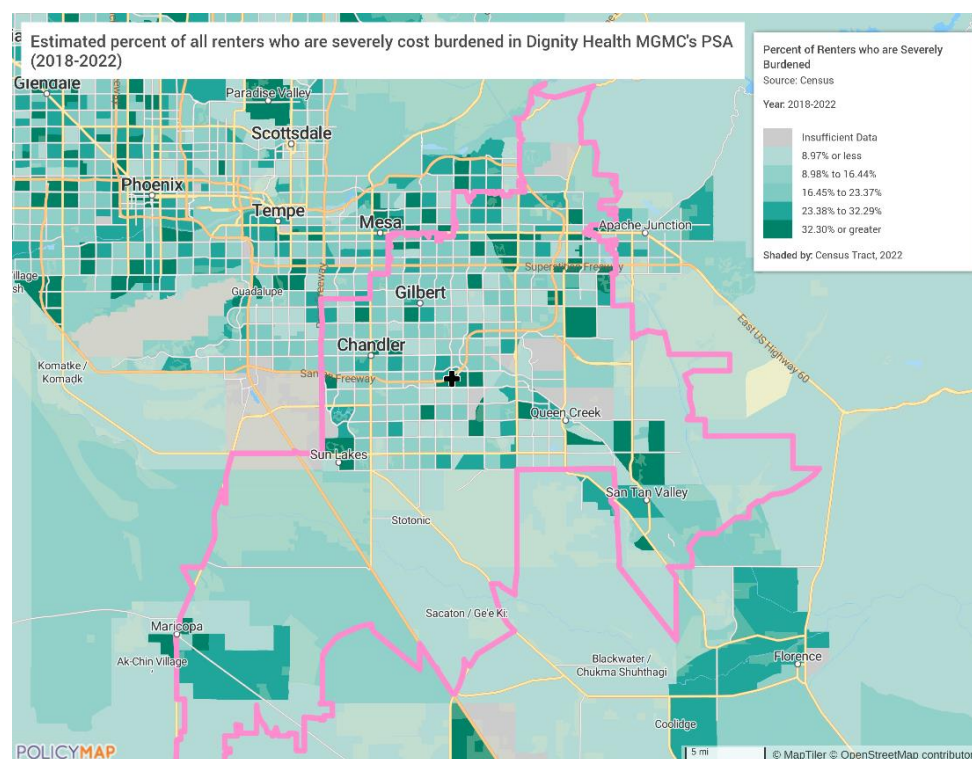 Estimated percent of all renters who are severely cost burdened in Dignity Health MGMC's PSA
(2018-2022)
Percent of Renters who are Severely
Burdened
Source: Census
Year: 2018-2022
Insufficient Data
8.97% or less
8.98% to 16.44%
16.45% to 23.37%
23.38% to 32.29%
32.30% or greater
Shaded by: Census Tract, 2022
Glendale
Paradise Valley
Scottsdale
Phoenix
Tempe
Mesa
Apache Junction
Superstition Freeway
Guadalupe
Gilbert
East US Highway 60
Chandler
Komatke /
Komaḍk
Queen Creek
Sun Lakes
San Tan Valley
Stotonic
Sacaton / Ge'e Ki:
Maricopa
Ak-Chin Village
Blackwater /
Chukma Shuhthagi
Florence
Coolidge
POLICYMAP
5 mi
© MapTiler © OpenStreetMap contributor